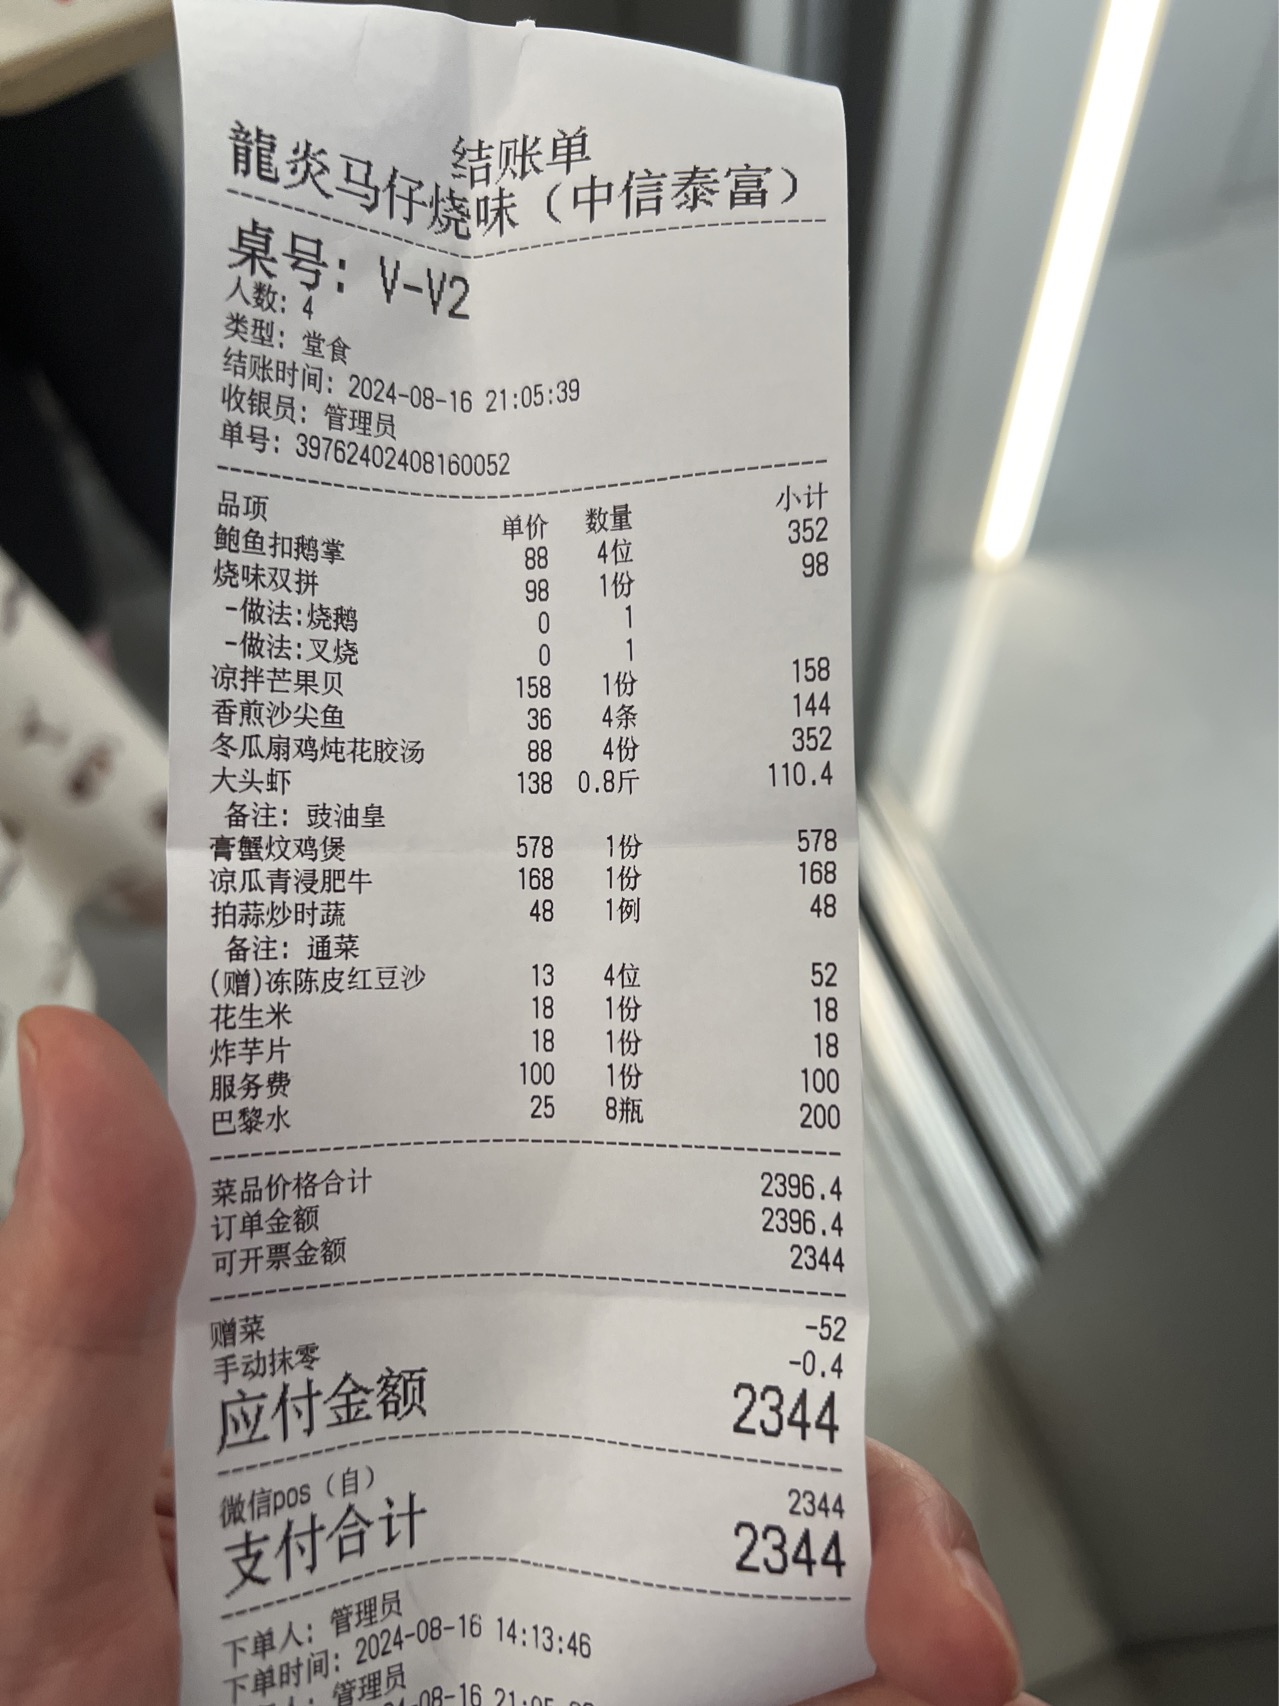 结账单
龍炎马仔烧味（中信泰富）
桌号：V-V2
人数：4
类型：堂食
结账时间：2024-08-16 21:05:39
收银员：管理员
单号：39762402408160052
品项 单价 数量 小计
鲍鱼扣鹅掌 88 4位 352
烧味双拼 98 1份 98
-做法:烧鹅 0 1
-做法:叉烧 0 1
凉拌芒果贝 158 1份 158
香煎沙尖鱼 36 4条 144
冬瓜扇鸡炖花胶汤 88 4份 352
大头虾 138 0.8斤 110.4
备注：豉油皇
膏蟹炆鸡煲 578 1份 578
凉瓜青浸肥牛 168 1份 168
拍蒜炒时蔬 48 1例 48
备注：通菜
(赠)冻陈皮红豆沙 13 4位 52
花生米 18 1份 18
炸芋片 18 1份 18
服务费 100 1份 100
巴黎水 25 8瓶 200
菜品价格合计 2396.4
订单金额 2396.4
可开票金额 2344
赠菜 -52
手动抹零 -0.4
应付金额 2344
微信pos（自） 2344
支付合计 2344
下单人：管理员
下单时间：2024-08-16 14:13:46
人：管理员
-08-16 21:05